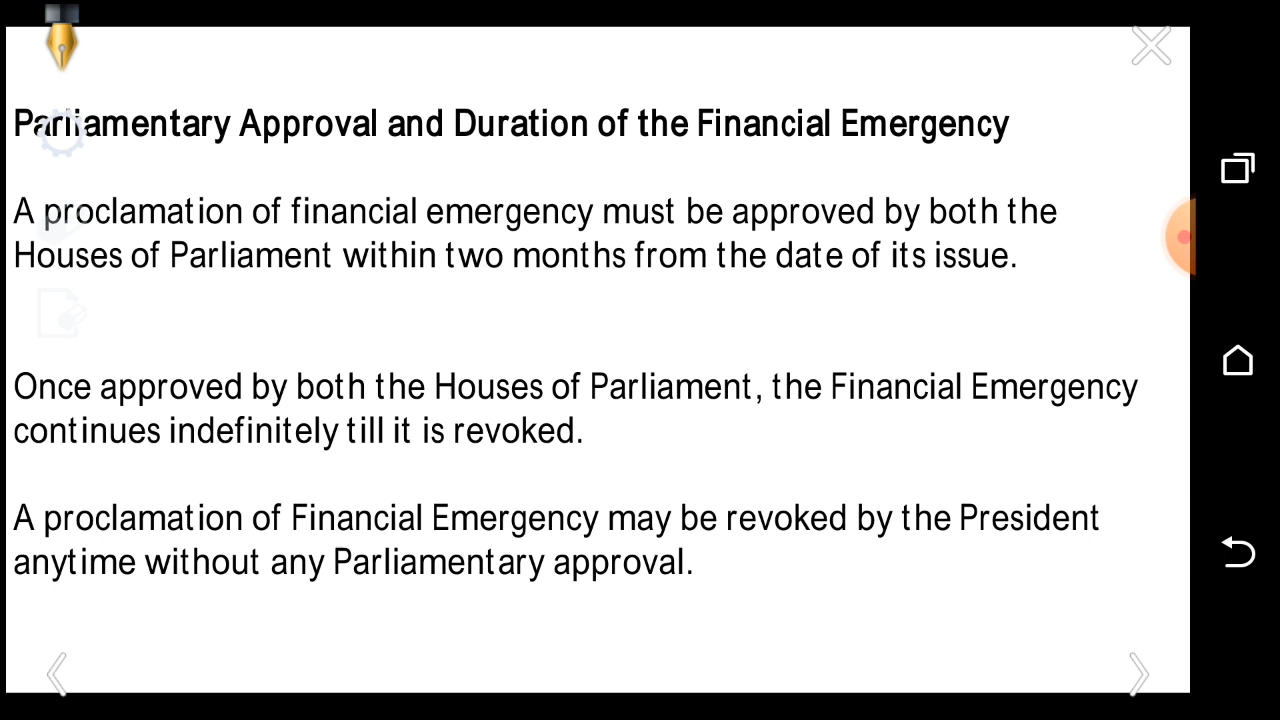 Parliamentary Approval and Duration of the Financial Emergency
A proclamation of financial emergency must be approved by both the
Houses of Parliament within two months from the date of its issue.
Once approved by both the Houses of Parliament, the Financial Emergency
continues indefinitely till it is revoked.
A proclamation of Financial Emergency may be revoked by the President
anytime without any Parliamentary approval.